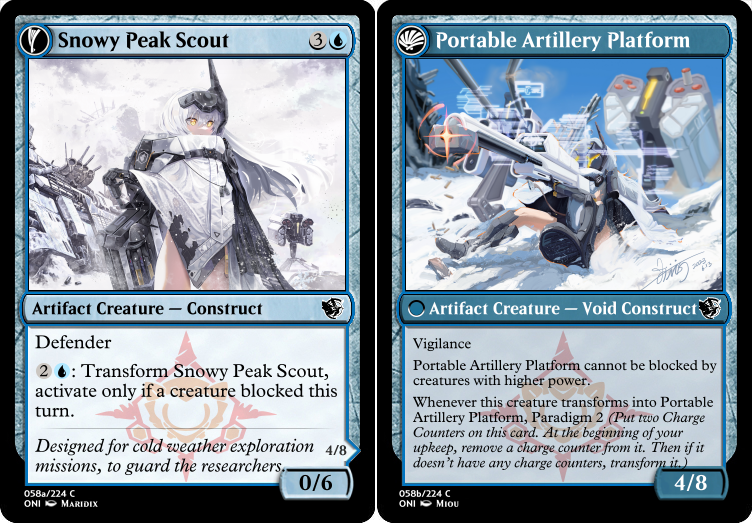 Snowy Peak Scout 3
Artifact Creature — Construct
Defender
2 : Transform Snowy Peak Scout,
activate only if a creature blocked this
turn.
Designed for cold weather exploration
missions, to guard the researchers.
4/8
0/6
058a/224 C
ONI Maridix
Portable Artillery Platform
Artifact Creature — Void Construct
Vigilance
Portable Artillery Platform cannot be blocked by
creatures with higher power.
Whenever this creature transforms into Portable
Artillery Platform, Paradigm 2 (Put two Charge
Counters on this card. At the beginning of your
upkeep, remove a charge counter from it. Then if it
doesn't have any charge counters, transform it.)
4/8
058b/224 C
ONI Miou